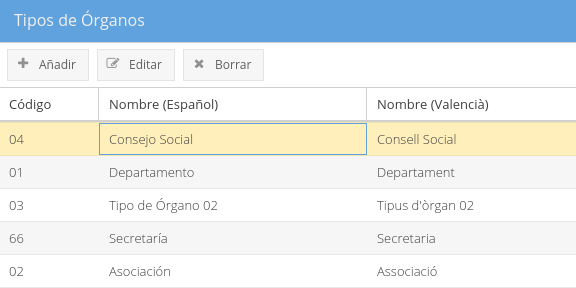 Tipos de Órganos
Añadir Editar Borrar
Código Nombre (Español) Nombre (Valencià)
04 Consejo Social Consell Social
01 Departamento Departament
03 Tipo de Órgano 02 Tipus d'òrgan 02
66 Secretaría Secretaria
02 Asociación Associació